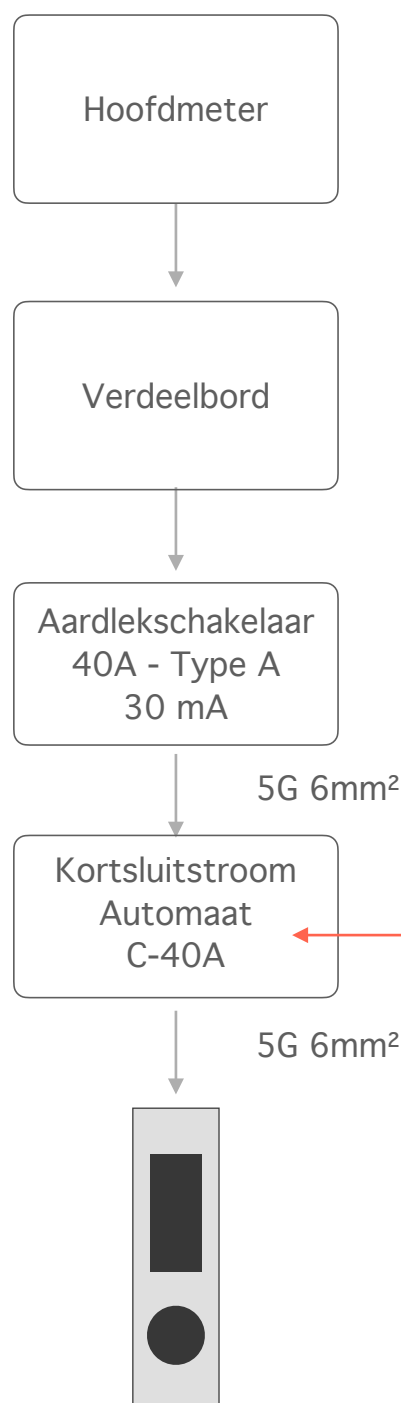 Hoofdmeter
Verdeelbord
Aardlekschakelaar
40A - Type A
30 mA
5G 6mm²
Kortsluitstroom
Automaat
C-40A
5G 6mm²